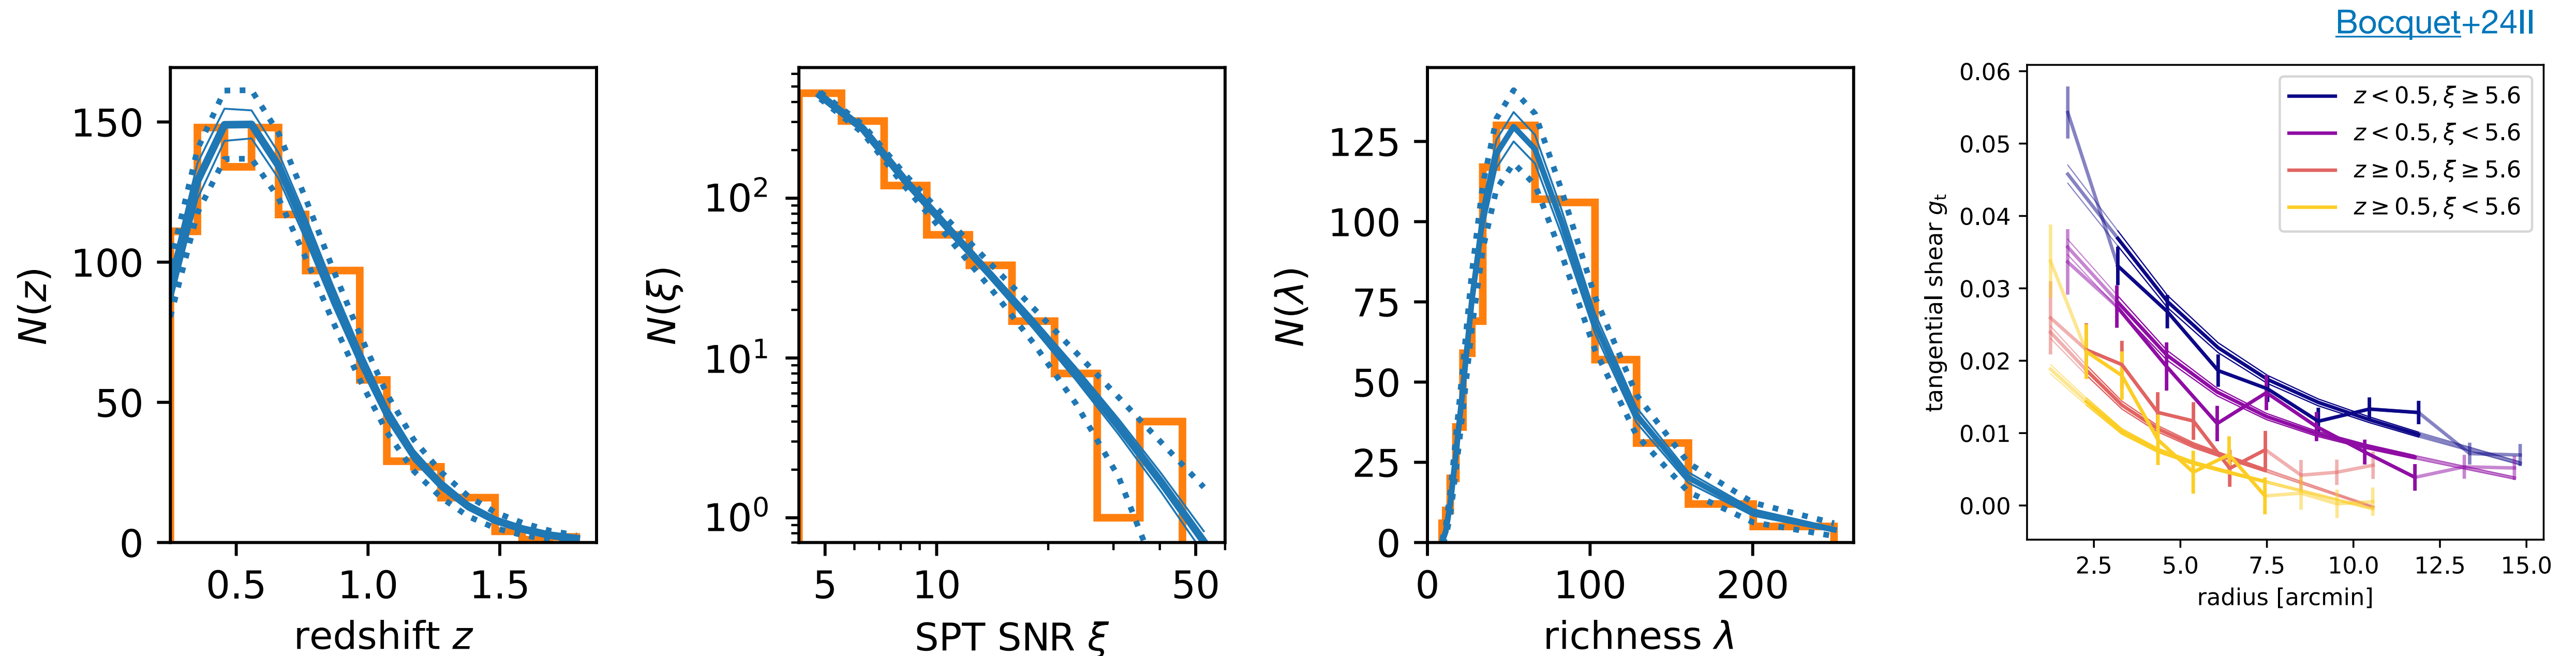 Bocquet+24II
N(z)
150
100
50
0
0.5 1.0 1.5
redshift z
N(ξ)
10²
10¹
10⁰
5 10 50
SPT SNR ξ
N(λ)
125
100
75
50
25
0
0 100 200
richness λ
tangential shear gₜ
0.06
0.05
0.04
0.03
0.02
0.01
0.00
z < 0.5, ξ ≥ 5.6
z < 0.5, ξ < 5.6
z ≥ 0.5, ξ ≥ 5.6
z ≥ 0.5, ξ < 5.6
2.5 5.0 7.5 10.0 12.5 15.0
radius [arcmin]